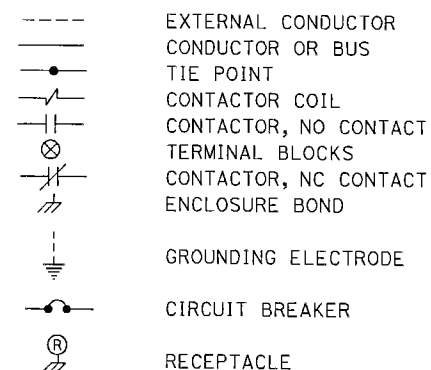 EXTERNAL CONDUCTOR
CONDUCTOR OR BUS
TIE POINT
CONTACTOR COIL
CONTACTOR, NO CONTACT
TERMINAL BLOCKS
CONTACTOR, NC CONTACT
ENCLOSURE BOND
GROUNDING ELECTRODE
CIRCUIT BREAKER
R RECEPTACLE